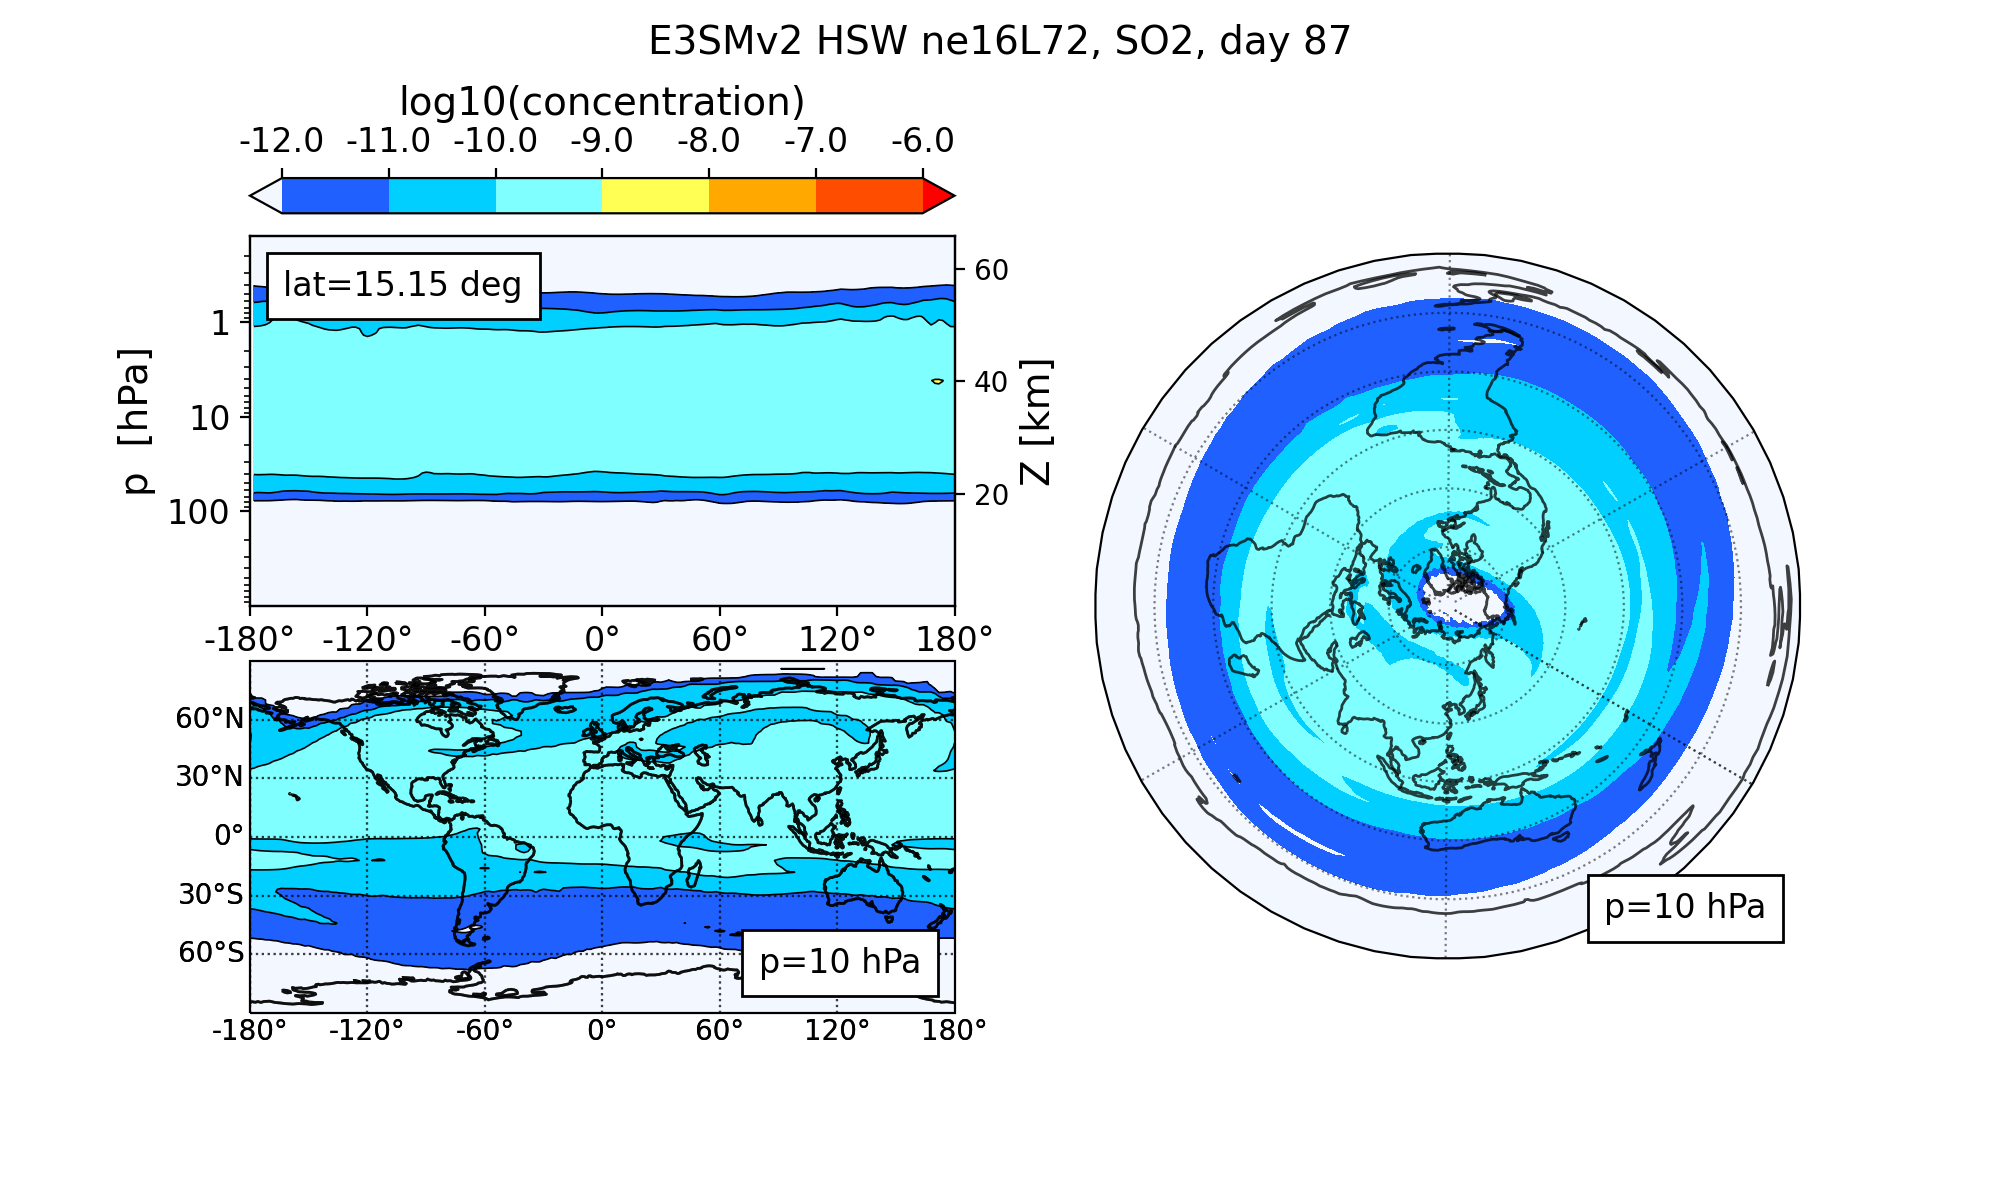 E3SMv2 HSW ne16L72, SO2, day 87
log10(concentration)
-12.0 -11.0 -10.0 -9.0 -8.0 -7.0 -6.0
lat=15.15 deg
p [hPa]
1
10
100
60
40
20
Z [km]
-180° -120° -60° 0° 60° 120° 180°
60°N
30°N
0°
30°S
60°S
p=10 hPa
-180° -120° -60° 0° 60° 120° 180°
p=10 hPa